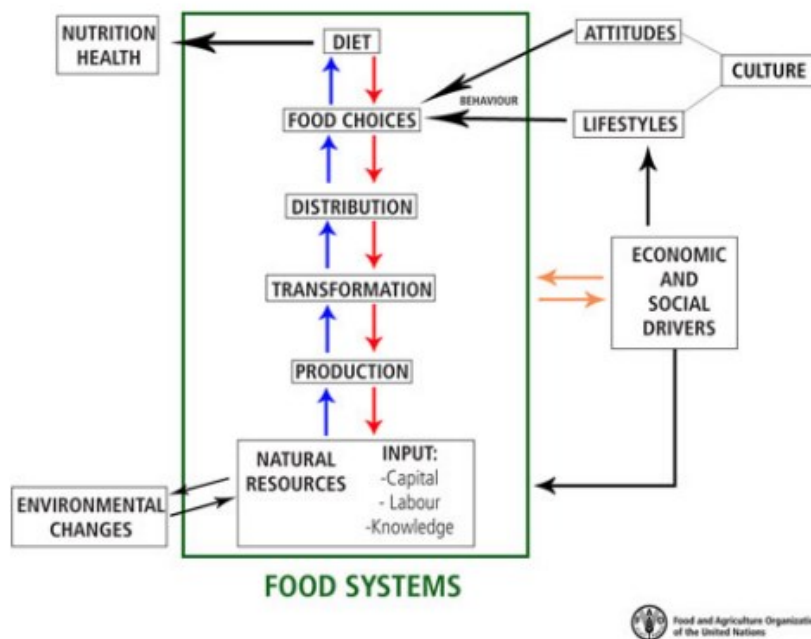 NUTRITION
HEALTH
DIET
ATTITUDES
CULTURE
BEHAVIOUR
FOOD CHOICES
LIFESTYLES
DISTRIBUTION
ECONOMIC
AND
SOCIAL
DRIVERS
TRANSFORMATION
PRODUCTION
NATURAL
RESOURCES
INPUT:
-Capital
- Labour
-Knowledge
ENVIRONMENTAL
CHANGES
FOOD SYSTEMS
Food and Agriculture
of the United Nations